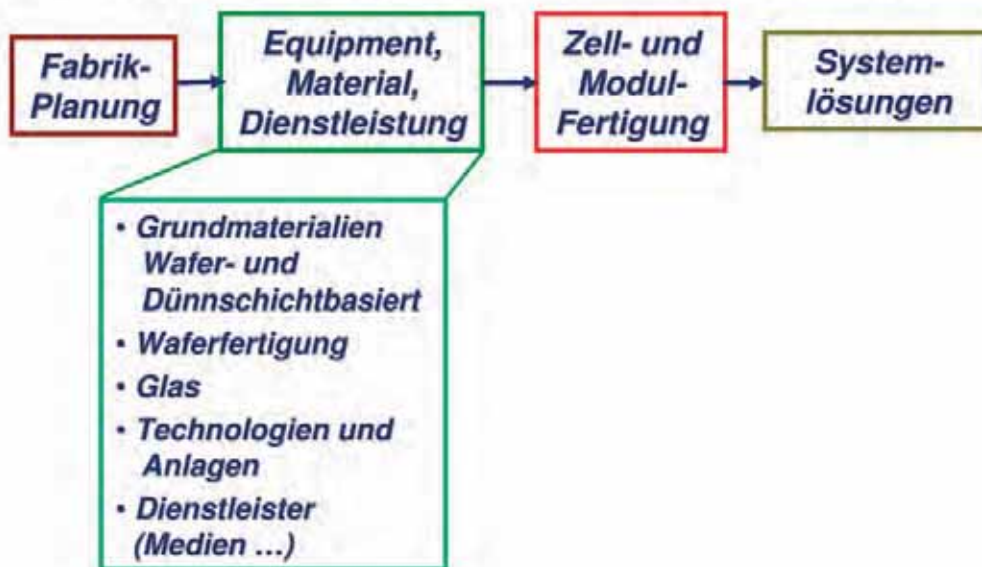 Fabrik-
Planung
Equipment,
Material,
Dienstleistung
Zell- und
Modul-
Fertigung
System-
lösungen
• Grundmaterialien
Wafer- und
Dünnschichtbasiert
• Waferfertigung
• Glas
• Technologien und
Anlagen
• Dienstleister
(Medien ...)